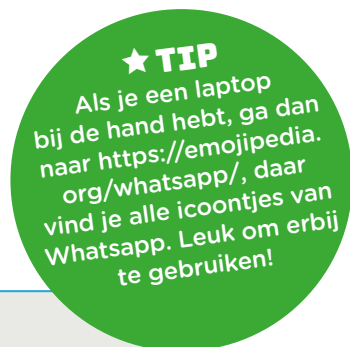 ★ TIP
Als je een laptop
bij de hand hebt, ga dan
naar https://emojipedia.
org/whatsapp/, daar
vind je alle icoontjes van
Whatsapp. Leuk om erbij
te gebruiken!